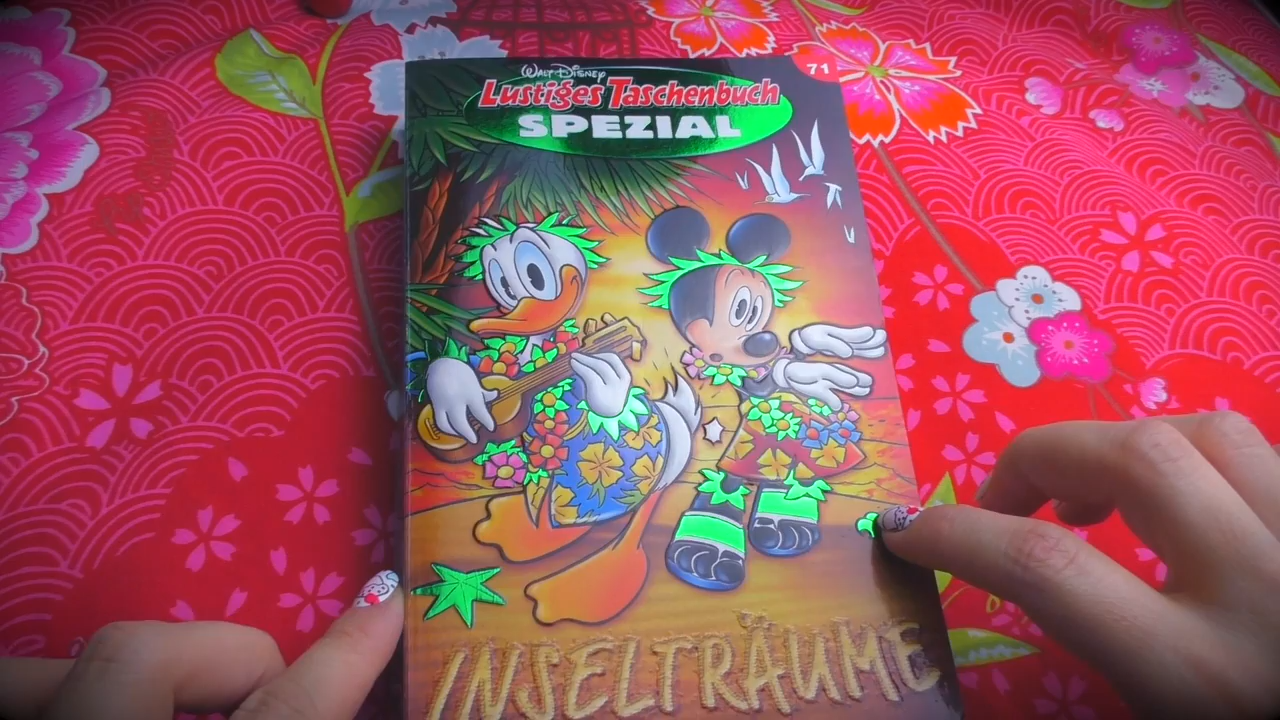 71
WALT DISNEY
LUSTIGES TASCHENBUCH
SPEZIAL
INSELTRÄUME